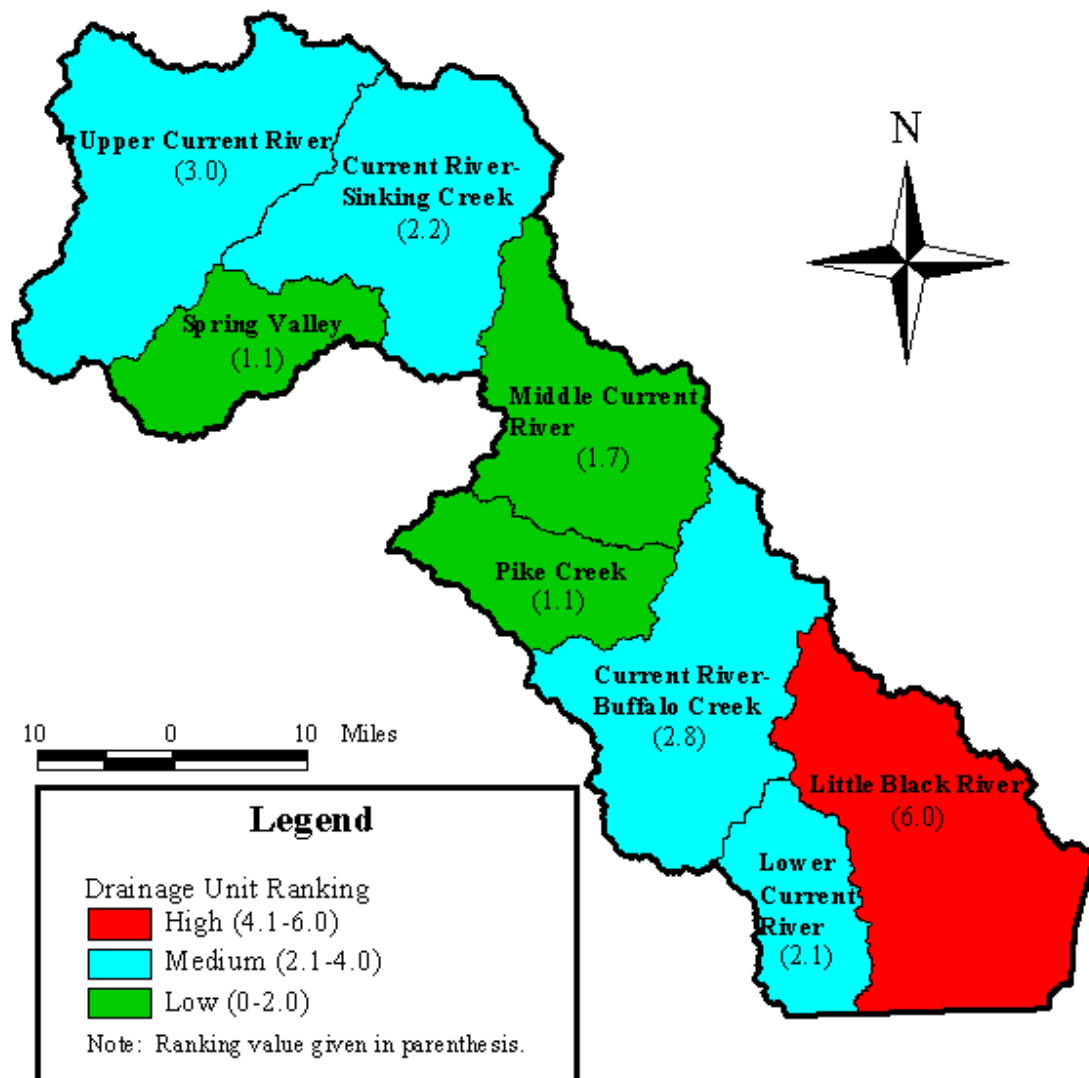 N
Upper Current River
(3.0)
Current River-
Sinking Creek
(2.2)
Spring Valley
(1.1)
Middle Current
River
(1.7)
Pike Creek
(1.1)
Current River-
Buffalo Creek
(2.8)
Little Black River
(6.0)
Lower
Current
River
(2.1)
10 0 10 Miles
Legend
Drainage Unit Ranking
High (4.1-6.0)
Medium (2.1-4.0)
Low (0-2.0)
Note: Ranking value given in parenthesis.